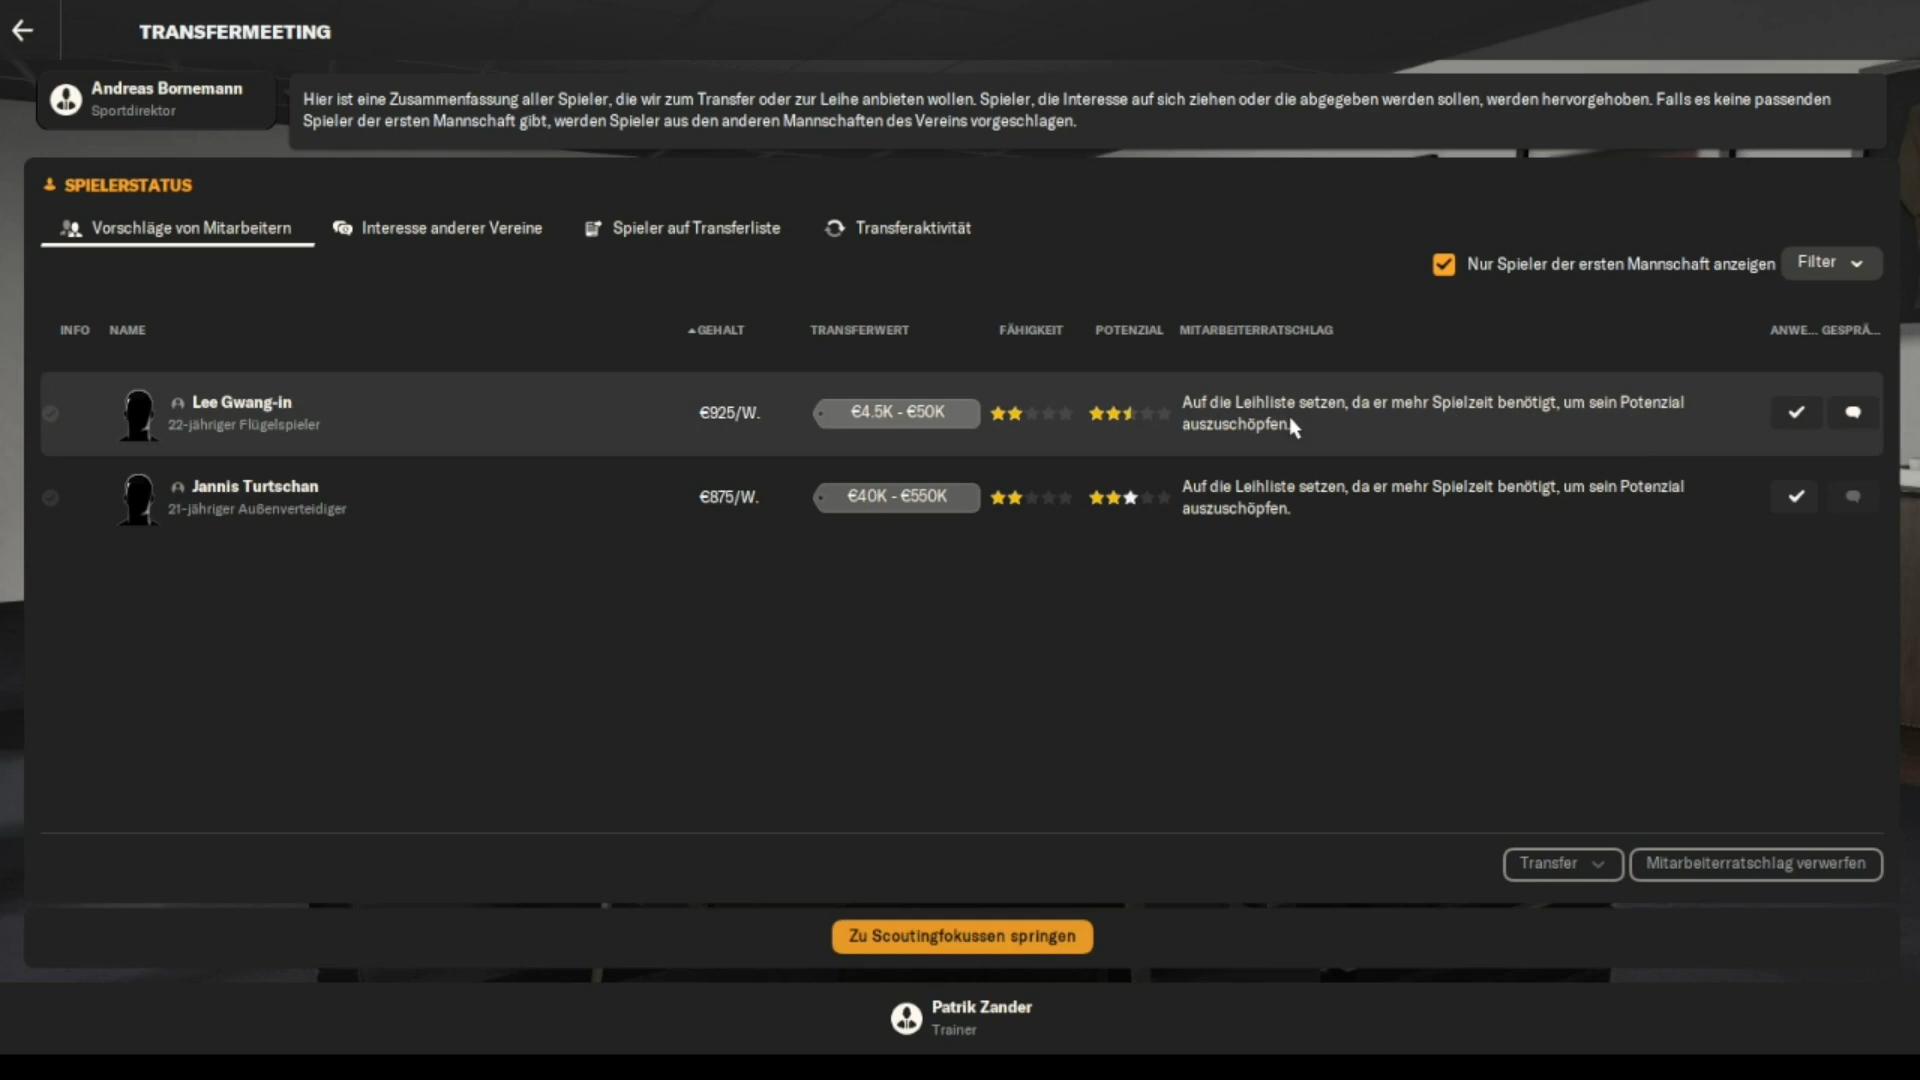 TRANSFERMEETING
Andreas Bornemann
Sportdirektor
Hier ist eine Zusammenfassung aller Spieler, die wir zum Transfer oder zur Leihe anbieten wollen. Spieler, die Interesse auf sich ziehen oder die abgegeben werden sollen, werden hervorgehoben. Falls es keine passenden
Spieler der ersten Mannschaft gibt, werden Spieler aus den anderen Mannschaften des Vereins vorgeschlagen.
SPIELERSTATUS
Vorschläge von Mitarbeitern Interesse anderer Vereine Spieler auf Transferliste Transferaktivität
Nur Spieler der ersten Mannschaft anzeigen Filter
INFO NAME GEHALT TRANSFERWERT FÄHIGKEIT POTENZIAL MITARBEITERRATSCHLAG ANWE... GESPRÄ...
Lee Gwang-in
22-jähriger Flügelspieler
€925/W.
€4.5K - €50K
Auf die Leihliste setzen, da er mehr Spielzeit benötigt, um sein Potenzial
auszuschöpfen.
Jannis Turtschan
21-jähriger Außenverteidiger
€875/W.
€40K - €550K
Auf die Leihliste setzen, da er mehr Spielzeit benötigt, um sein Potenzial
auszuschöpfen.
Transfer Mitarbeiterratschlag verwerfen
Zu Scoutingfokussen springen
Patrik Zander
Trainer